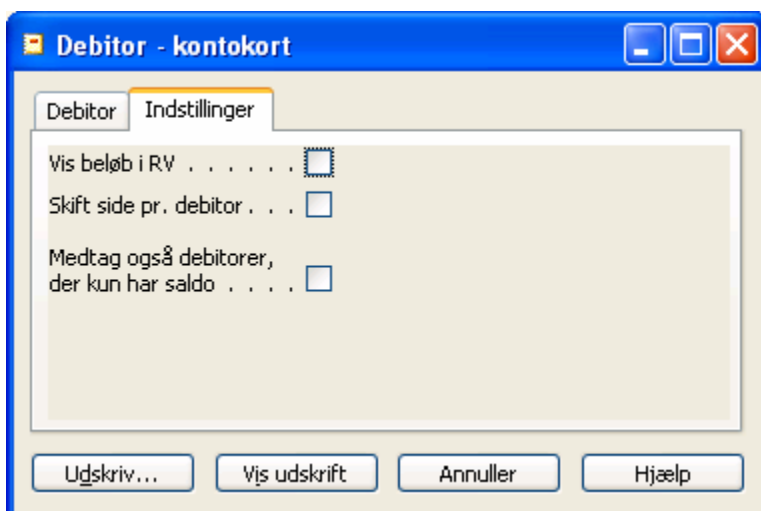 Debitor - kontokort
Debitor
Indstillinger
Vis beløb i RV . . . . . .
Skift side pr. debitor . . .
Medtag også debitorer,
der kun har saldo . . . .
Udskriv...
Vis udskrift
Annuller
Hjælp